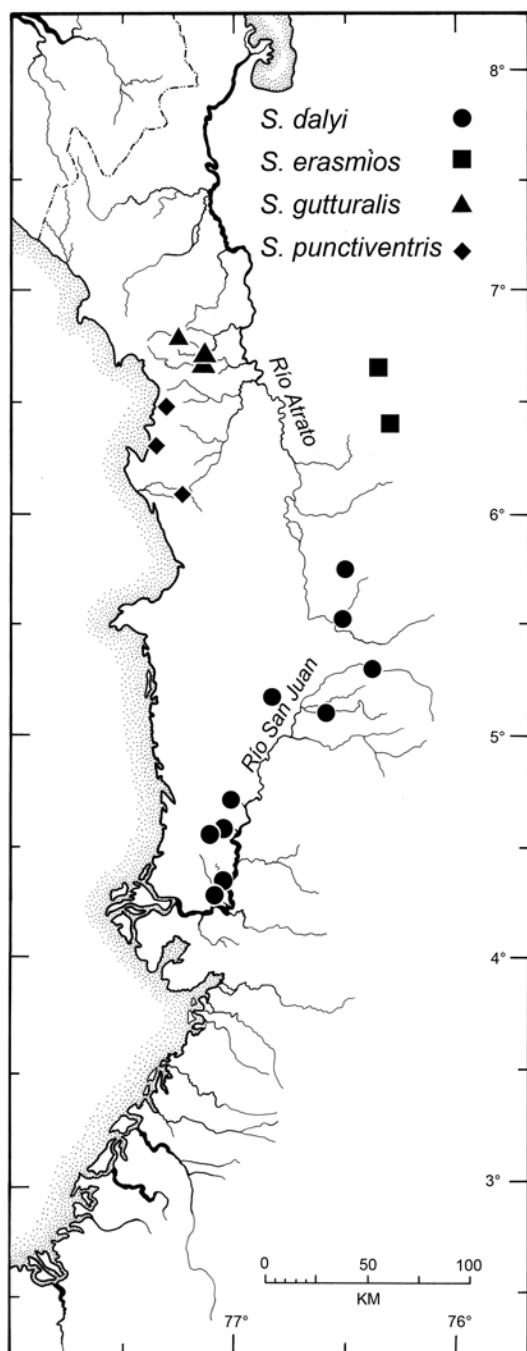 8°
S. dalyi
S. erasmios
S. gutturalis
S. punctiventris
7°
Río Atrato
6°
Río San Juan
5°
4°
3°
0 50 100
KM
77° 76°